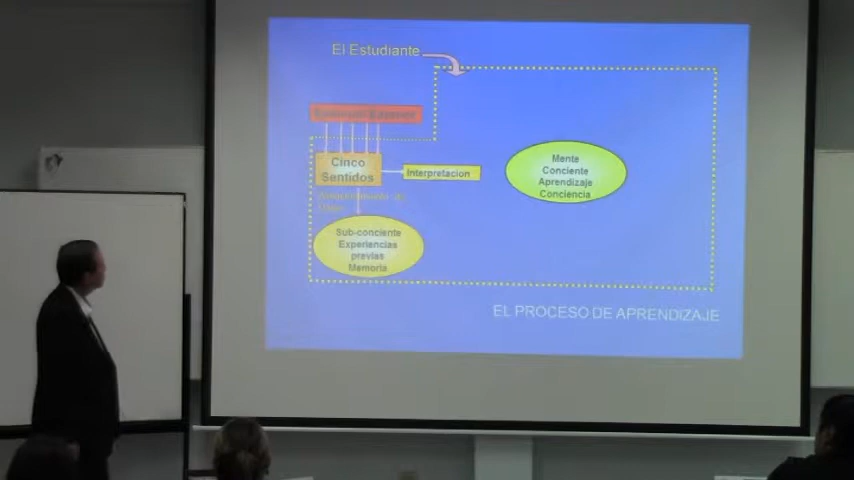 El Estudiante
Cinco
Sentidos
Interpretacion
Mente
Conciente
Aprendizaje
Conciencia
Sub-conciente
Experiencias
previas
Memoria
EL PROCESO DE APRENDIZAJE